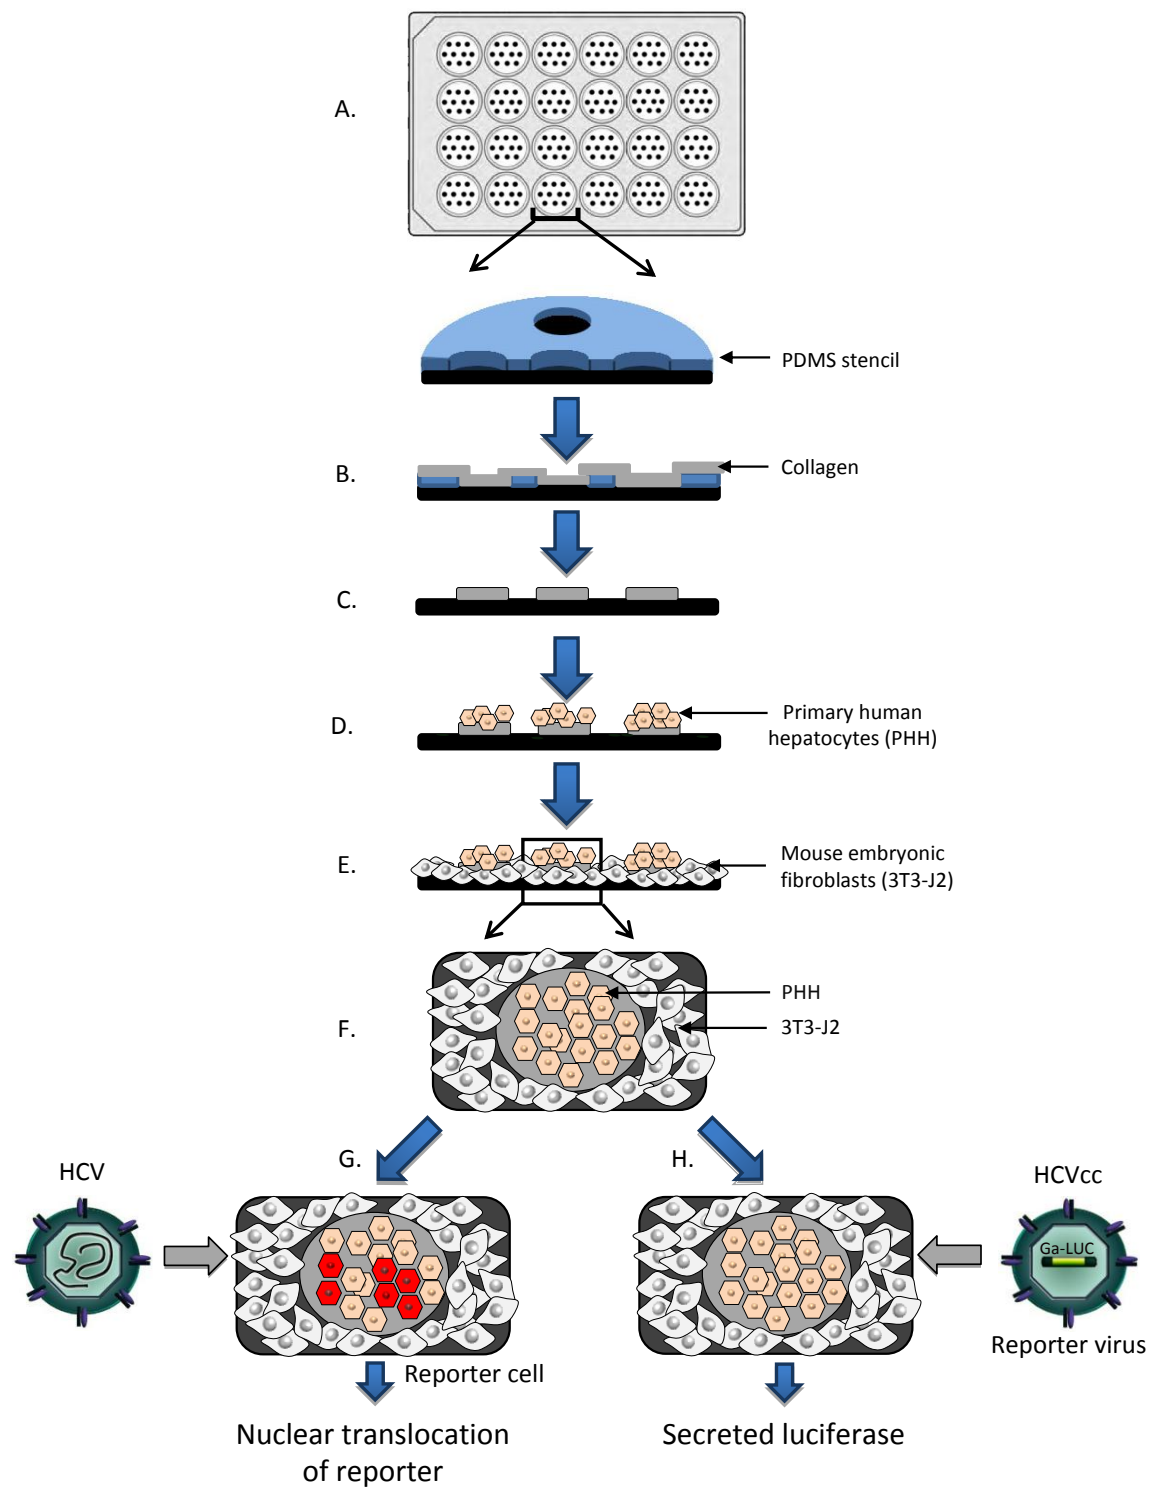 A.
PDMS stencil
B.
Collagen
C.
D.
Primary human
hepatocytes (PHH)
E.
Mouse embryonic
fibroblasts (3T3-J2)
F.
PHH
3T3-J2
G.
H.
HCV
HCVcc
Ga-LUC
Reporter virus
Reporter cell
Nuclear translocation
of reporter
Secreted luciferase